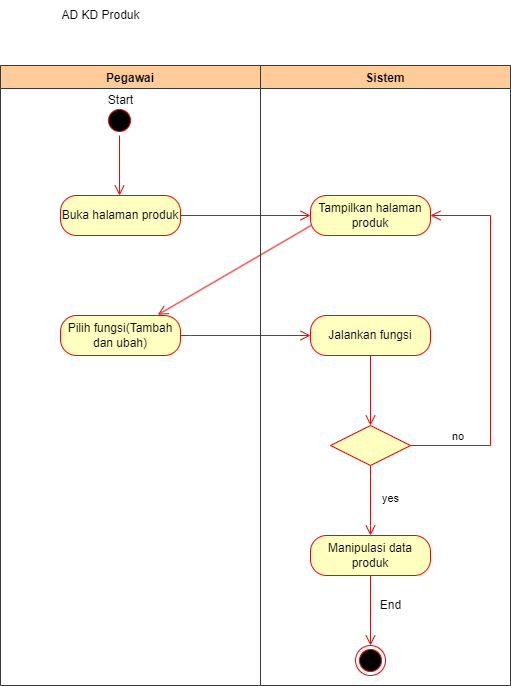 AD KD Produk
Pegawai
Sistem
Start
Buka halaman produk
Tampilkan halaman
produk
Pilih fungsi(Tambah
dan ubah)
Jalankan fungsi
no
yes
Manipulasi data
produk
End